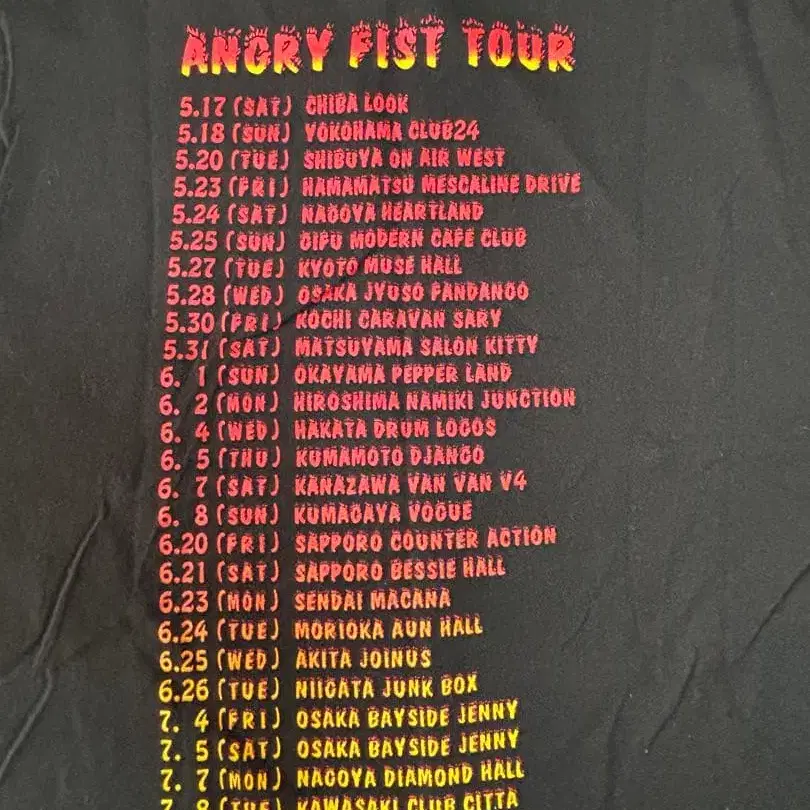 ANGRY FIST TOUR
5.17 (SAT) CHIBA LOOK
5.18 (SUN) YOKOHAMA CLUB24
5.20 (TUE) SHIBUYA ON AIR WEST
5.23 (FRI) HAMAMATSU MESCALINE DRIVE
5.24 (SAT) NAGOYA HEARTLAND
5.25 (SUN) GIFU MODERN CAFE CLUB
5.27 (TUE) KYOTO MUSE HALL
5.28 (WED) OSAKA JYUSO FANDANGO
5.30 (FRI) KOCHI CARAVAN SARY
5.31 (SAT) MATSUYAMA SALON KITTY
6. 1 (SUN) OKAYAMA PEPPER LAND
6. 2 (MON) HIROSHIMA NAMIKI JUNCTION
6. 4 (WED) HAKATA DRUM LOGOS
6. 5 (THU) KUMAMOTO DJANGO
6. 7 (SAT) KANAZAWA VAN VAN V4
6. 8 (SUN) KUMAGAYA VOGUE
6.20 (FRI) SAPPORO COUNTER ACTION
6.21 (SAT) SAPPORO BESSIE HALL
6.23 (MON) SENDAI MACANA
6.24 (TUE) MORIOKA AUN HALL
6.25 (WED) AKITA JOINUS
6.26 (TUE) NIIGATA JUNK BOX
7. 4 (FRI) OSAKA BAYSIDE JENNY
7. 5 (SAT) OSAKA BAYSIDE JENNY
7. 7 (MON) NAGOYA DIAMOND HALL
7. 8 (TUE) KAWASAKI CLUB CITTA